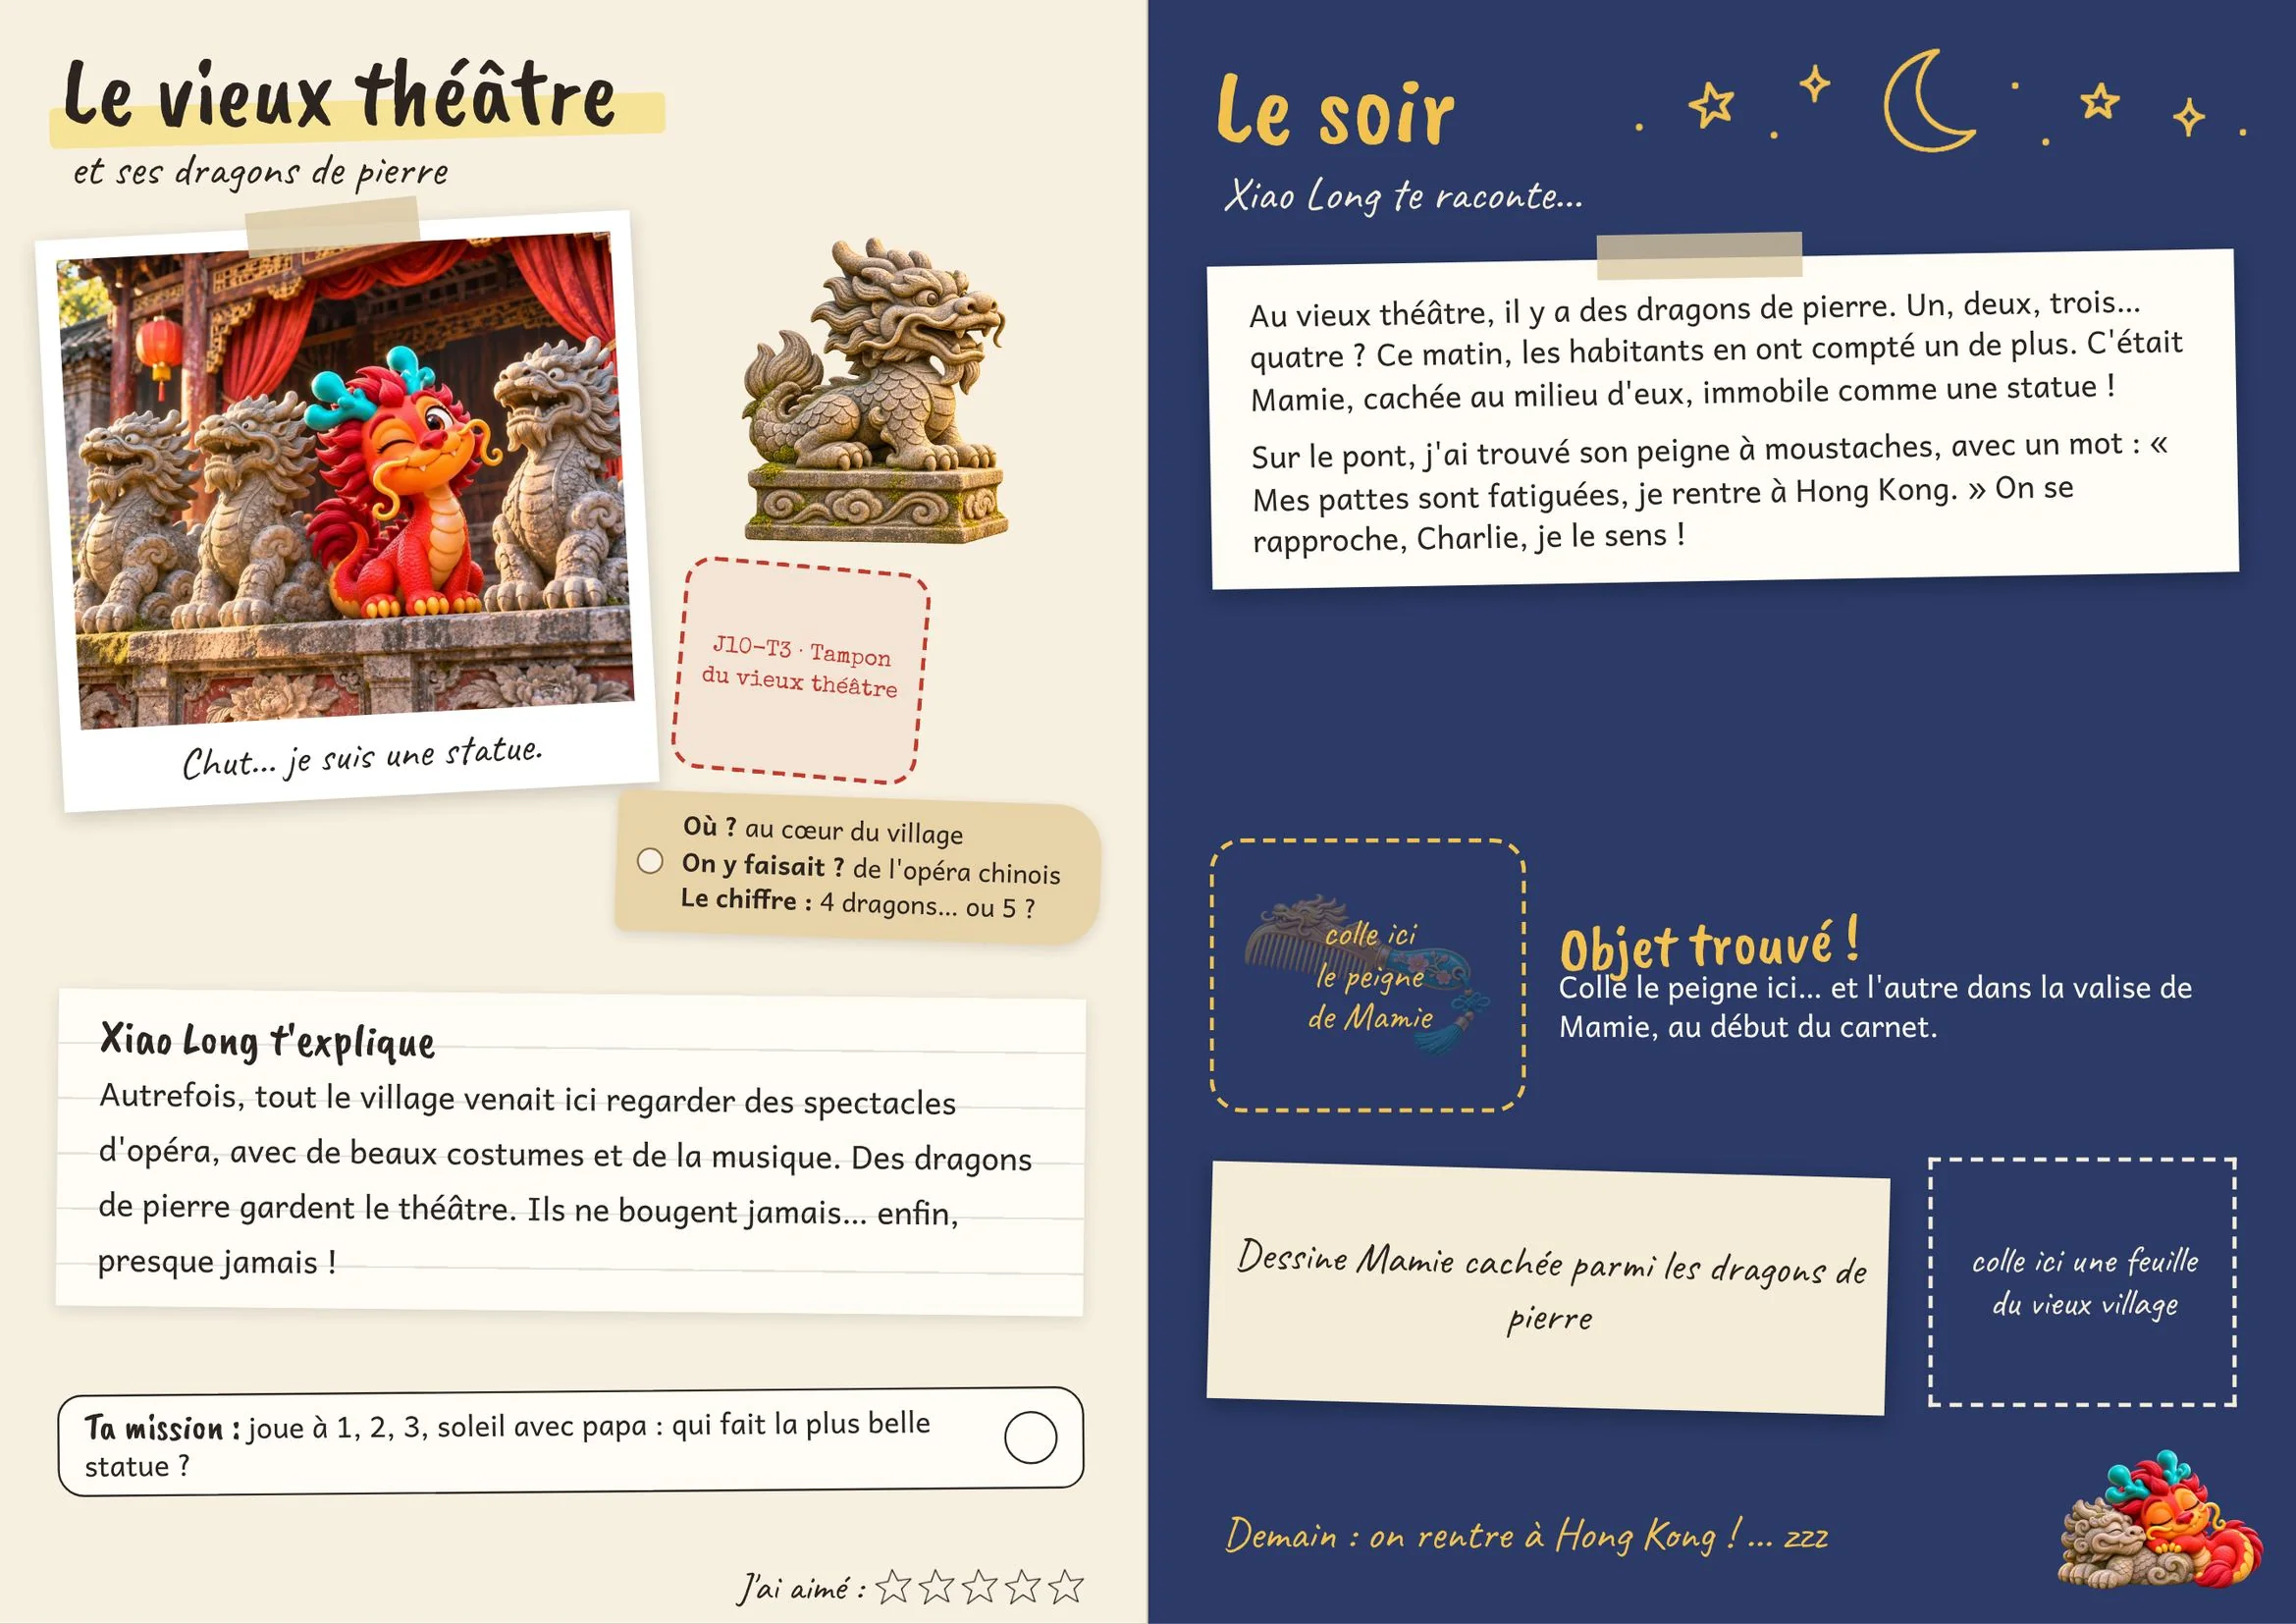 Le vieux théâtre
et ses dragons de pierre
Chut... je suis une statue.
J10-T3 · Tampon
du vieux théâtre
Où ? au cœur du village
On y faisait ? de l'opéra chinois
Le chiffre : 4 dragons... ou 5 ?
Xiao Long t'explique
Autrefois, tout le village venait ici regarder des spectacles
d'opéra, avec de beaux costumes et de la musique. Des dragons
de pierre gardent le théâtre. Ils ne bougent jamais... enfin,
presque jamais !
Ta mission : joue à 1, 2, 3, soleil avec papa : qui fait la plus belle
statue ?
J'ai aimé :
Le soir
Xiao Long te raconte...
Au vieux théâtre, il y a des dragons de pierre. Un, deux, trois...
quatre ? Ce matin, les habitants en ont compté un de plus. C'était
Mamie, cachée au milieu d'eux, immobile comme une statue !
Sur le pont, j'ai trouvé son peigne à moustaches, avec un mot : «
Mes pattes sont fatiguées, je rentre à Hong Kong. » On se
rapproche, Charlie, je le sens !
colle ici
le peigne
de Mamie
Objet trouvé !
Colle le peigne ici... et l'autre dans la valise de
Mamie, au début du carnet.
Dessine Mamie cachée parmi les dragons de
pierre
colle ici une feuille
du vieux village
Demain : on rentre à Hong Kong ! ... zzz